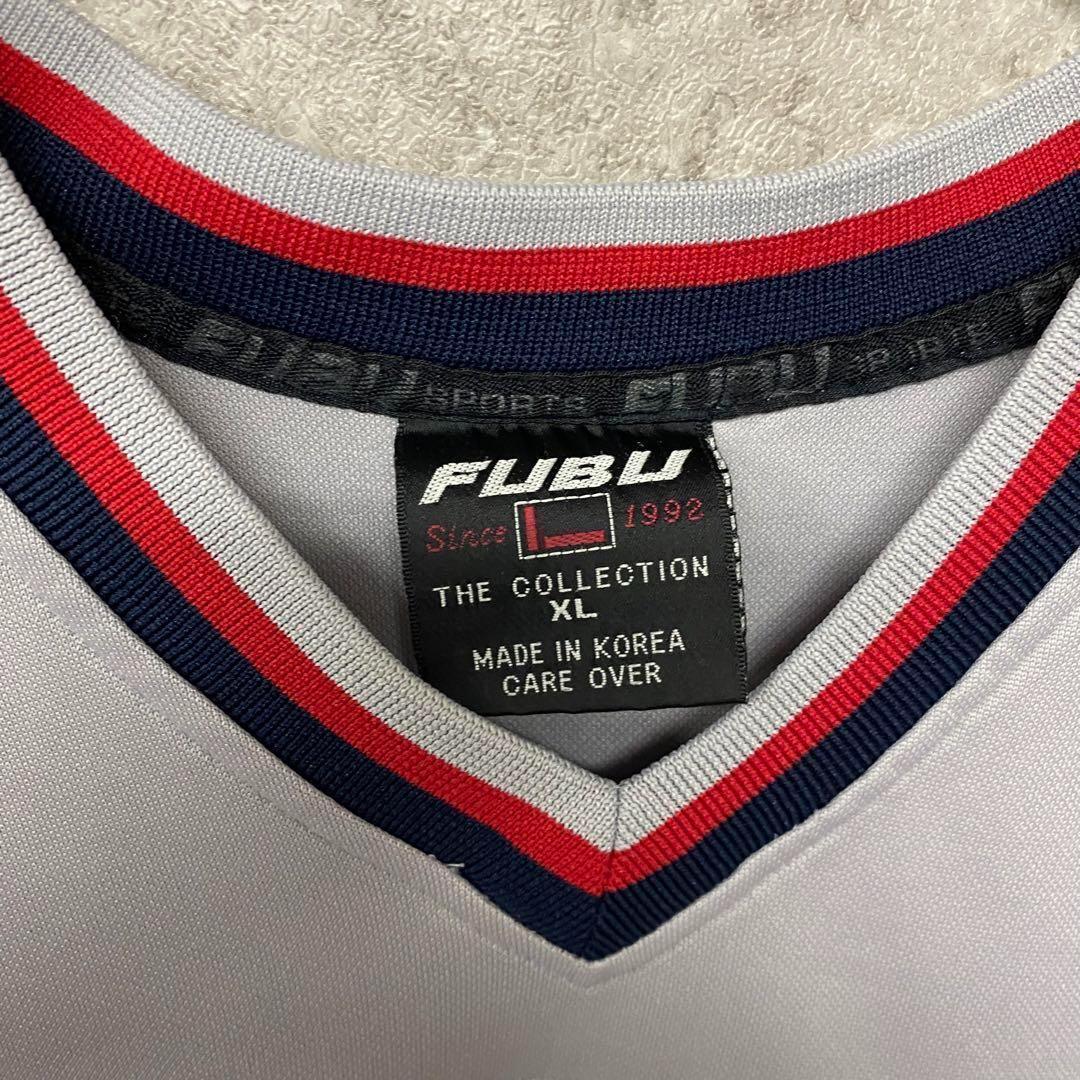 FUBU SPORTS FUBU
FUBU
Since 1992
THE COLLECTION
XL
MADE IN KOREA
CARE OVER